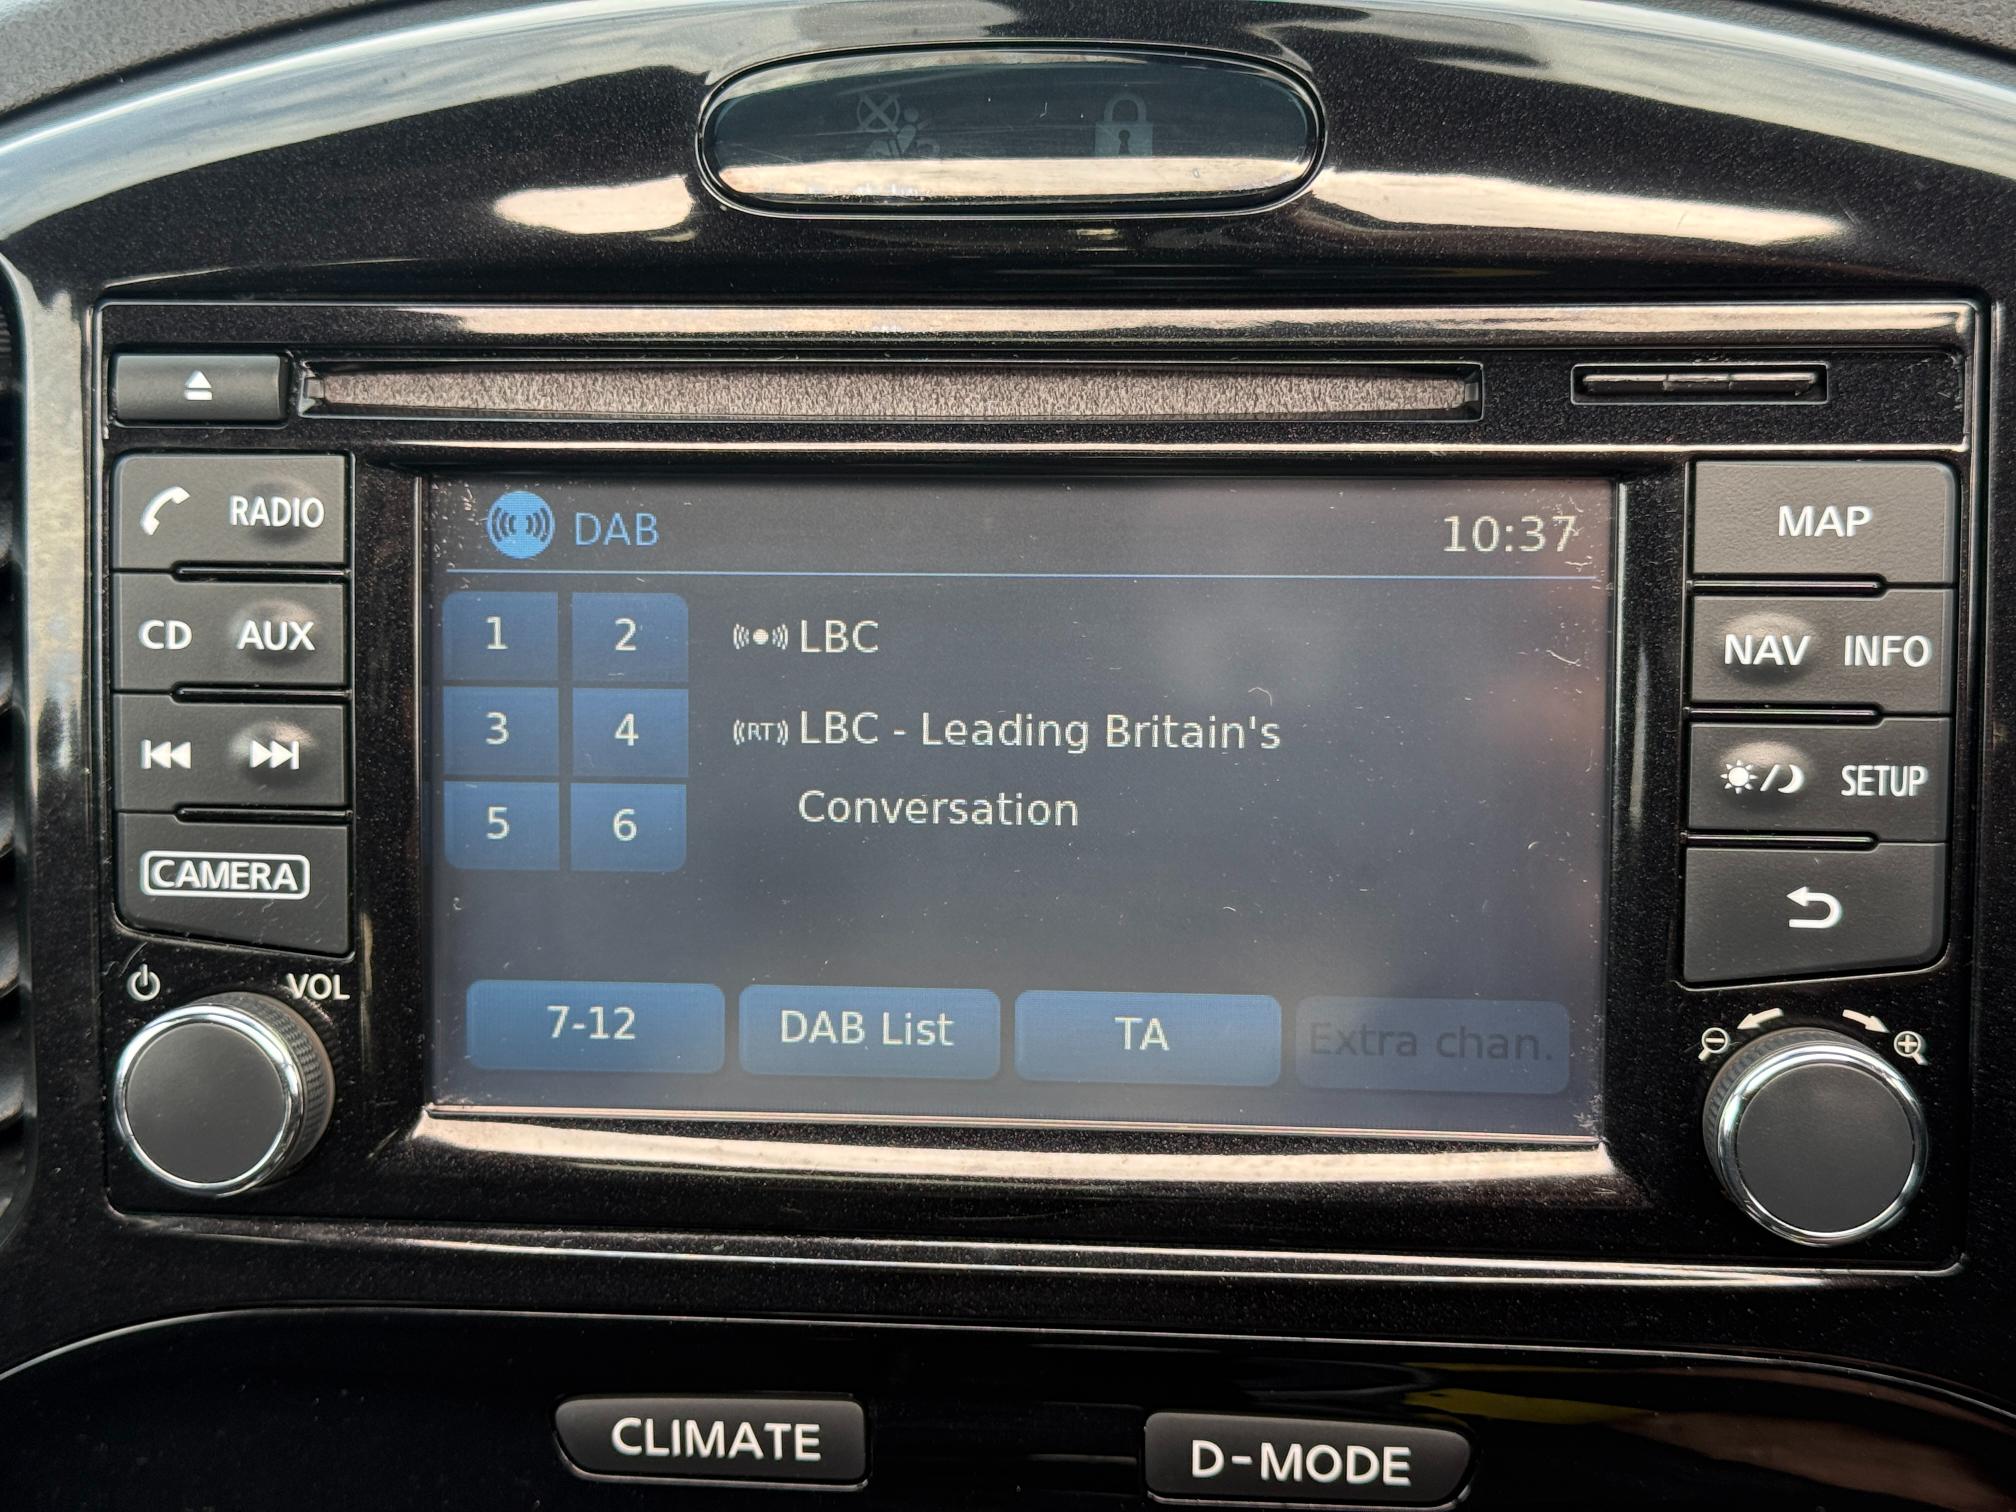 RADIO
CD AUX
CAMERA
VOL
DAB 10:37
1 2
3 4
5 6
LBC
RT LBC - Leading Britain's
Conversation
7-12 DAB List TA Extra chan.
MAP
NAV INFO
SETUP
CLIMATE D-MODE